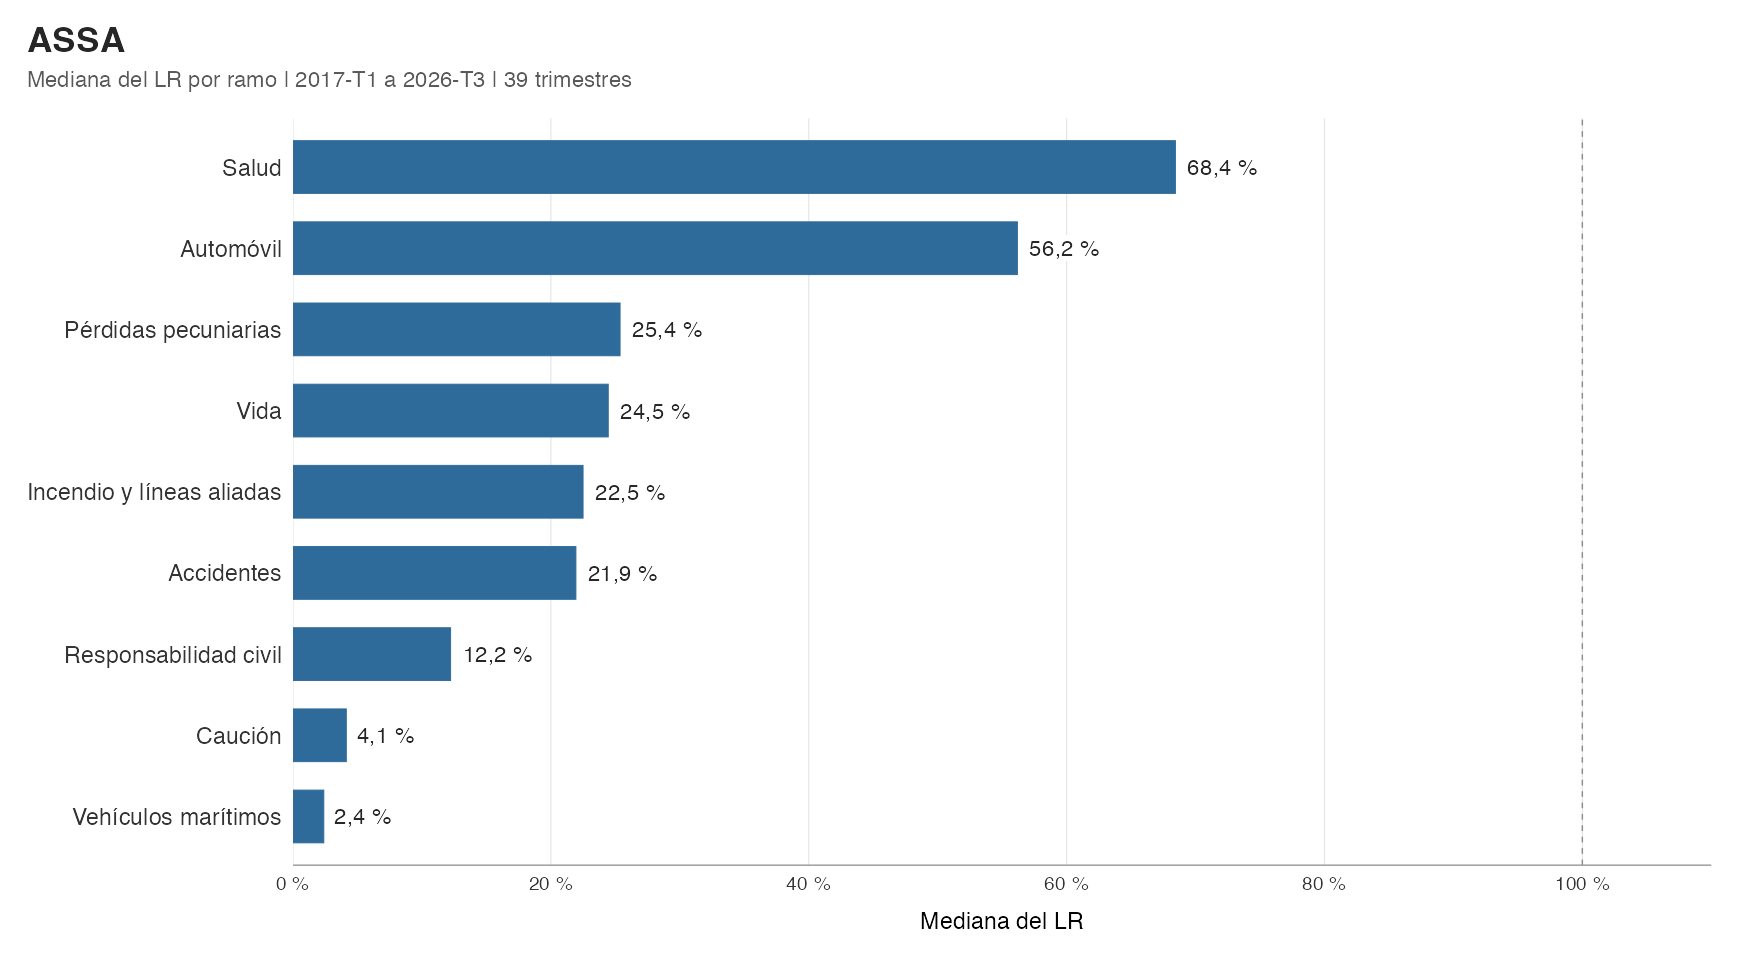 ASSA
Mediana del LR por ramo | 2017-T1 a 2026-T3 | 39 trimestres
Salud 68,4 %
Automóvil 56,2 %
Pérdidas pecuniarias 25,4 %
Vida 24,5 %
Incendio y líneas aliadas 22,5 %
Accidentes 21,9 %
Responsabilidad civil 12,2 %
Caución 4,1 %
Vehículos marítimos 2,4 %
0 % 20 % 40 % 60 % 80 % 100 %
Mediana del LR